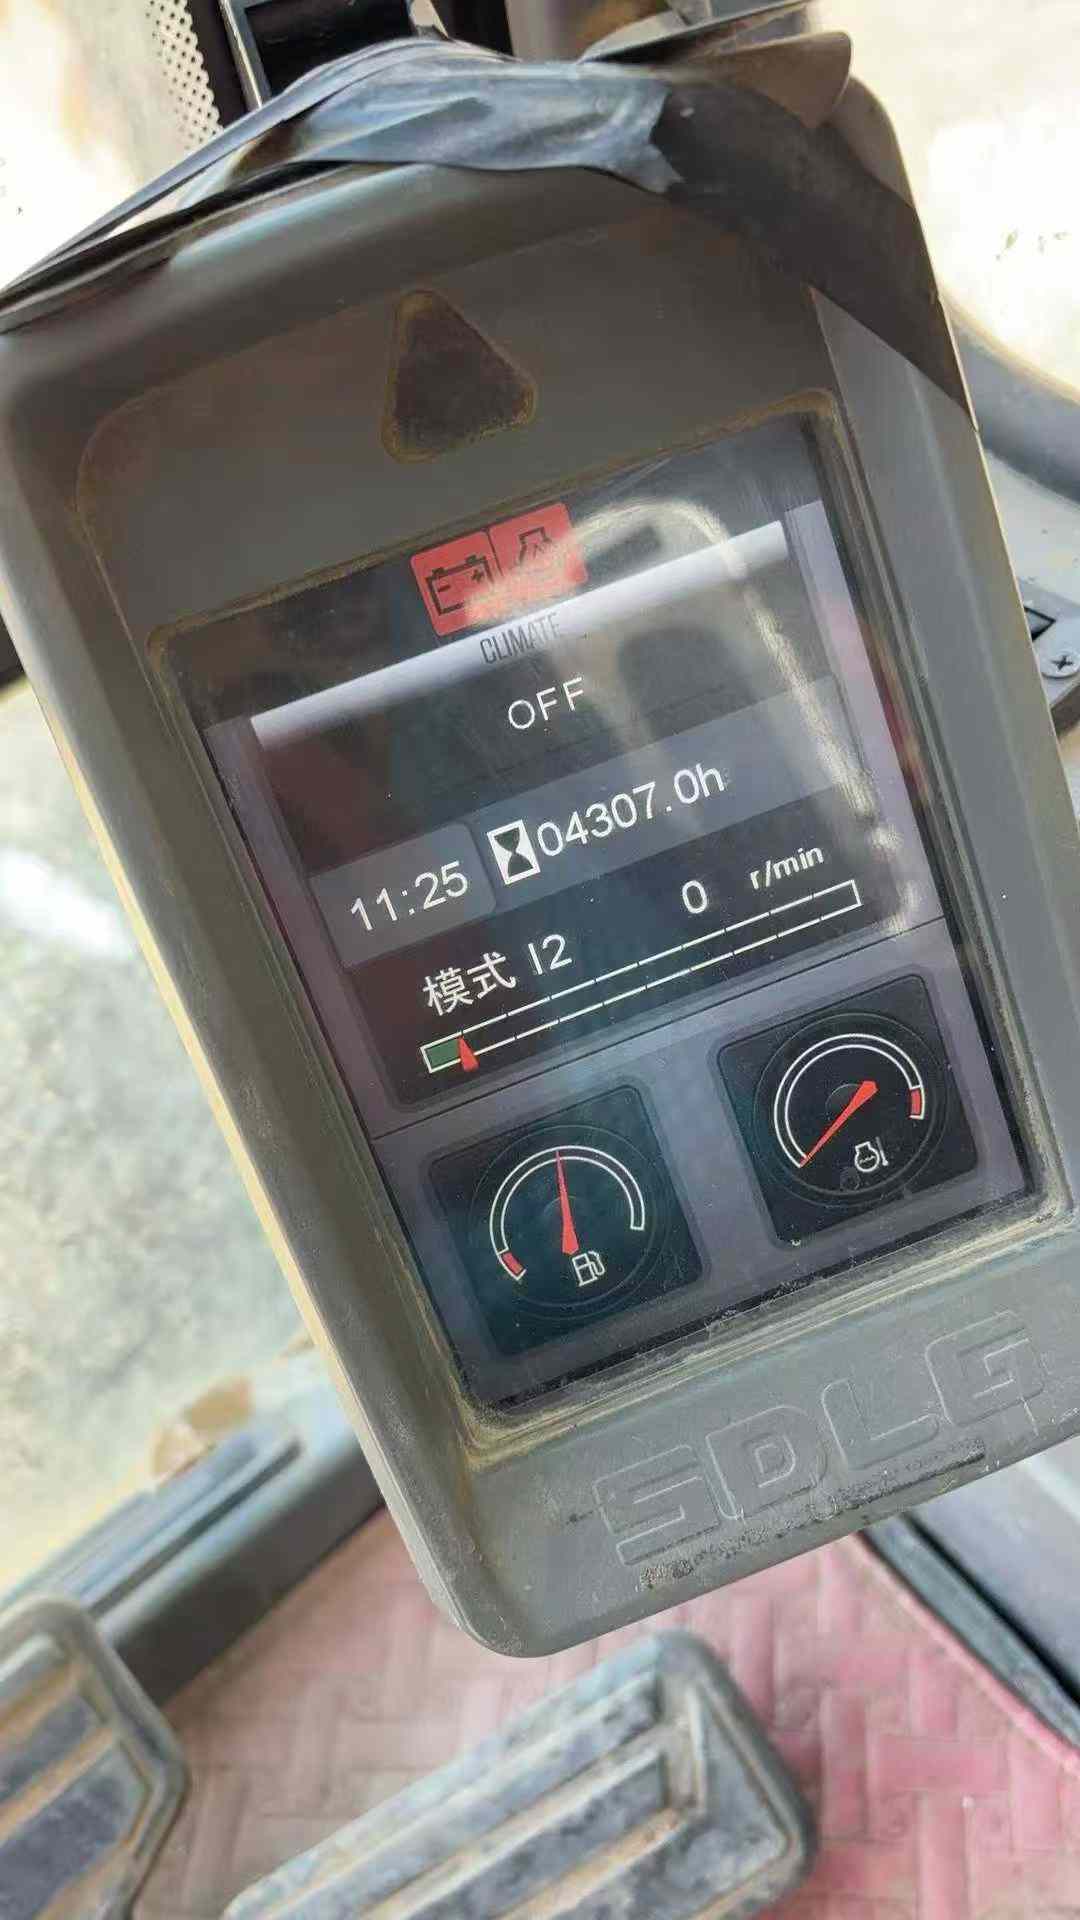 CLIMATE
OFF
11:25 04307.0h
0 r/min
模式 I2
SDLG